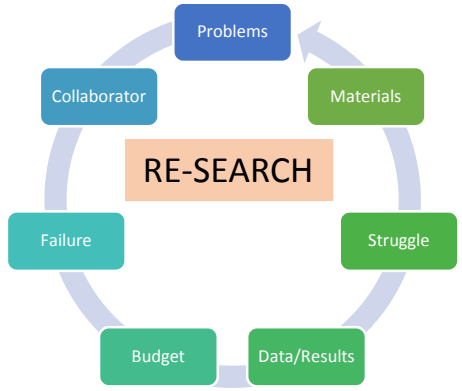 Problems
Collaborator
Materials
RE-SEARCH
Failure
Struggle
Budget
Data/Results